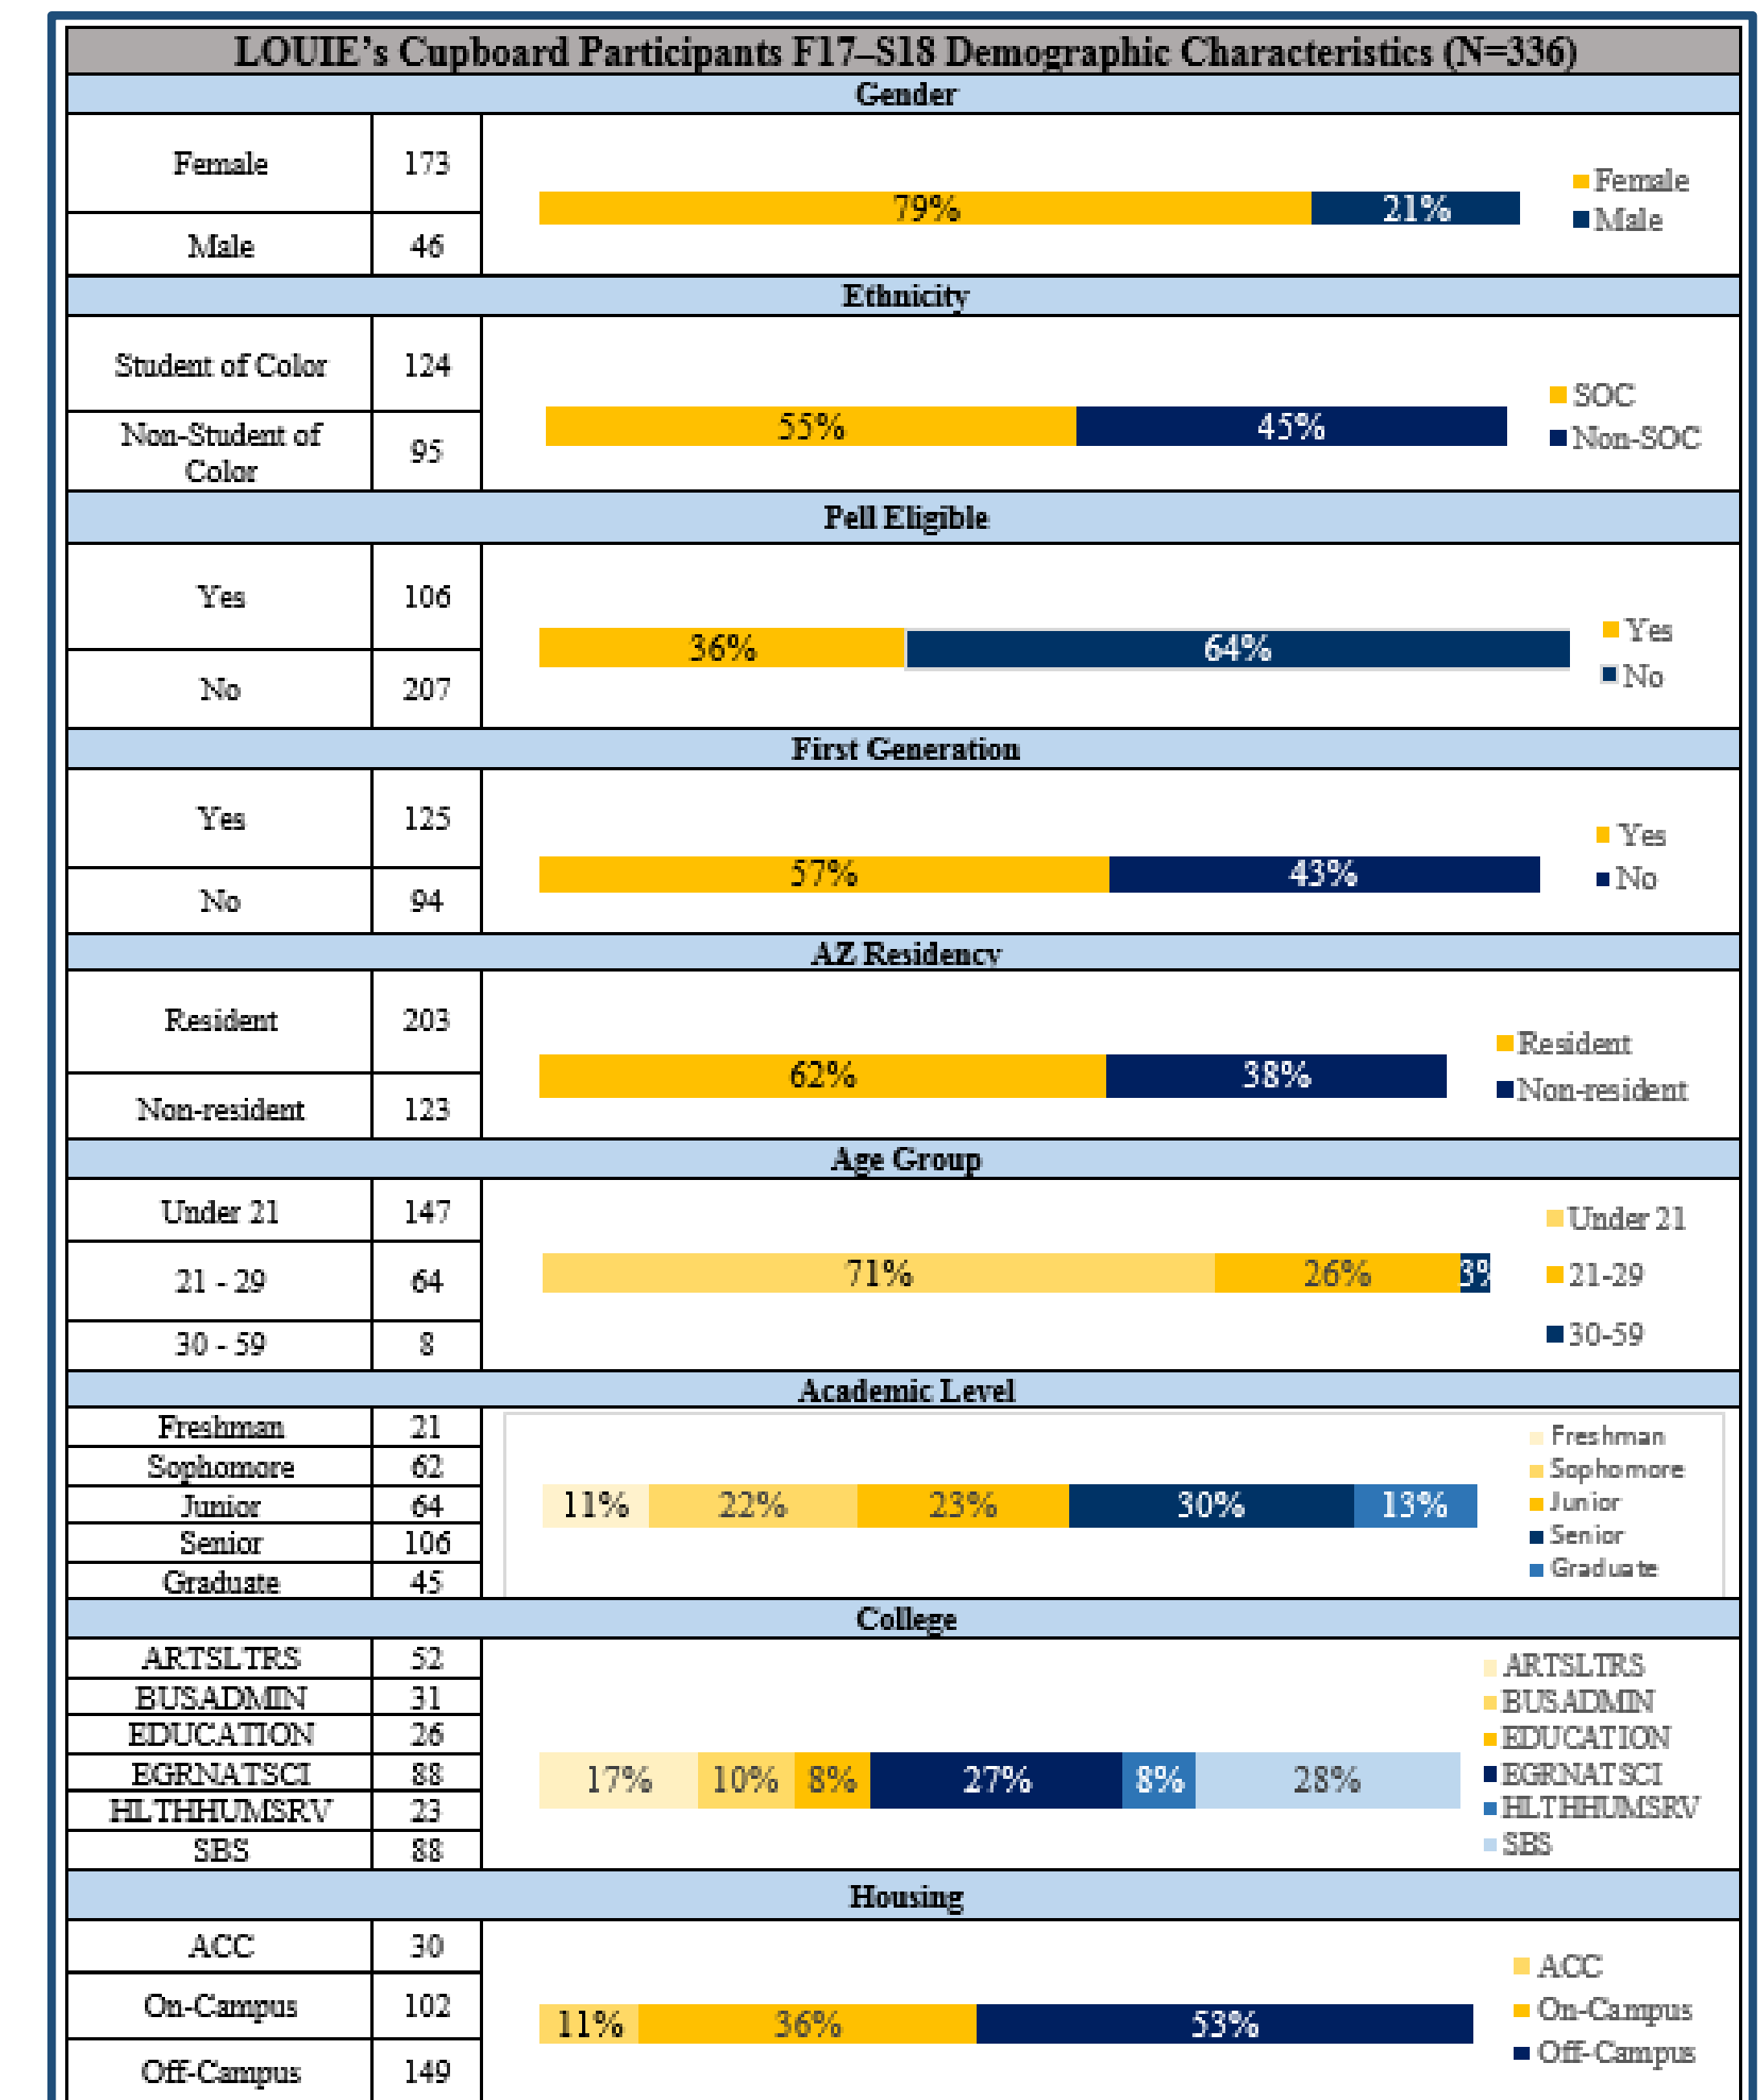 LOUIE's Cupboard Participants F17–S18 Demographic Characteristics (N=336)
Gender
Female 173
Male 46
79% 21%
Female
Male
Ethnicity
Student of Color 124
Non-Student of
Color 95
55% 45%
SOC
Non-SOC
Pell Eligible
Yes 106
No 207
36% 64%
Yes
No
First Generation
Yes 125
No 94
57% 43%
Yes
No
AZ Residency
Resident 203
Non-resident 123
62% 38%
Resident
Non-resident
Age Group
Under 21 147
21 - 29 64
30 - 59 8
71% 26% 3%
Under 21
21-29
30-59
Academic Level
Freshman 21
Sophomore 62
Junior 64
Senior 106
Graduate 45
11% 22% 23% 30% 13%
Freshman
Sophomore
Junior
Senior
Graduate
College
ARTSLTRS 52
BUSADMIN 31
EDUCATION 26
EGRNATSCI 88
HLTHHUMSRV 23
SBS 88
17% 10% 8% 27% 8% 28%
ARTSLTRS
BUSADMIN
EDUCATION
EGRNATSCI
HLTHHUMSRV
SBS
Housing
ACC 30
On-Campus 102
Off-Campus 149
11% 36% 53%
ACC
On-Campus
Off-Campus